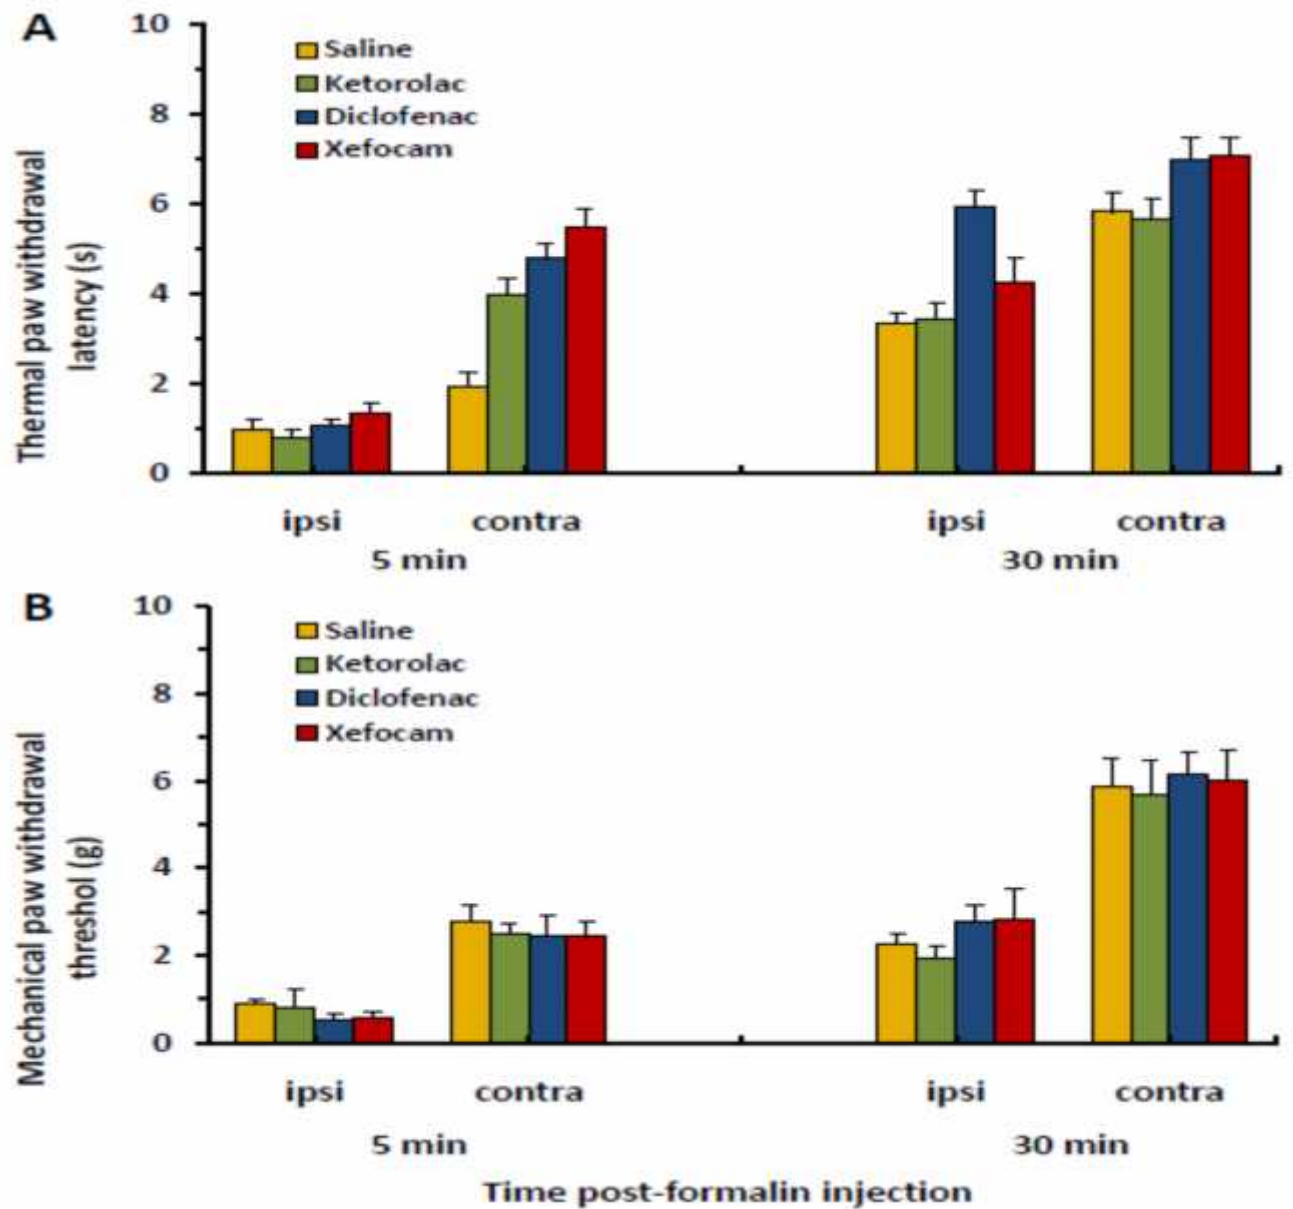 A
10
8
6
4
2
0
Thermal paw withdrawal
latency (s)
Saline
Ketorolac
Diclofenac
Xefocam
ipsi contra ipsi contra
5 min 30 min
B
10
8
6
4
2
0
Mechanical paw withdrawal
threshol (g)
Saline
Ketorolac
Diclofenac
Xefocam
ipsi contra ipsi contra
5 min 30 min
Time post-formalin injection